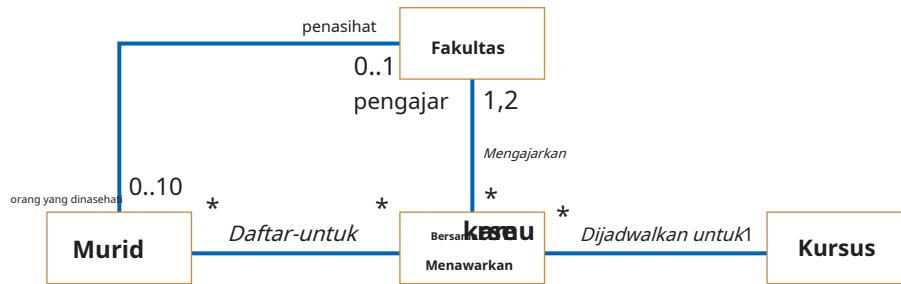 penasihat
Fakultas
0..1
pengajar
1,2
Mengajarkan
orang yang dinasehati
0..10
*
*
*
*
Murid
Daftar-untuk
Bersama
Menawarkan
Dijadwalkan untuk
1
Kursus